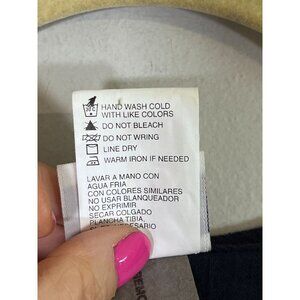 HAND WASH COLD
WITH LIKE COLORS
DO NOT BLEACH
DO NOT WRING
LINE DRY
WARM IRON IF NEEDED
LAVAR A MANO CON
AGUA FRIA
CON COLORES SIMILARES
NO USAR BLANQUEADOR
NO EXPRIMIR
SECAR COLGADO
PLANCHA TIBIA,
NECESARIO